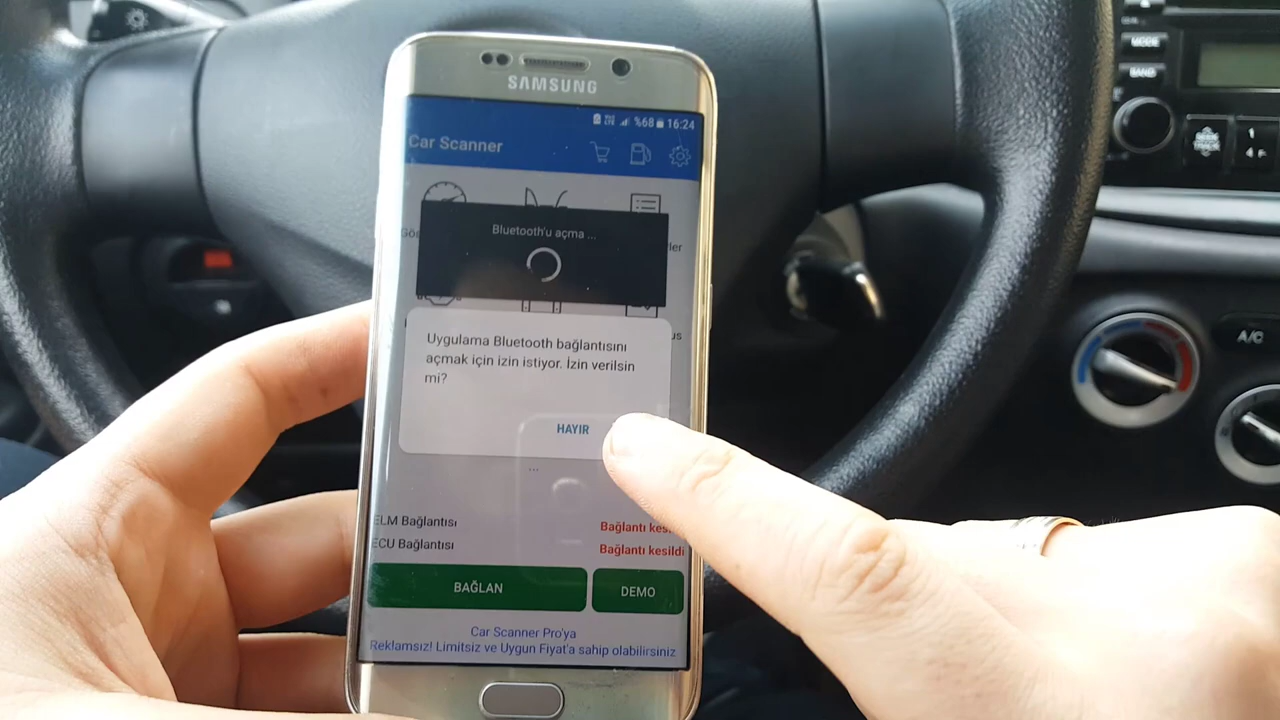 SAMSUNG
%68 16:24
Car Scanner
Bluetooth'u açma ...
Uygulama Bluetooth bağlantısını
açmak için izin istiyor. İzin verilsin
mi?
HAYIR
...
ELM Bağlantısı
ECU Bağlantısı
Bağlantı
Bağlantı kesildi
BAĞLAN
DEMO
Car Scanner Pro'ya
Reklamsız! Limitsiz ve Uygun Fiyat'a sahip olabilirsiniz
MODE
BAND
1
4
A/C